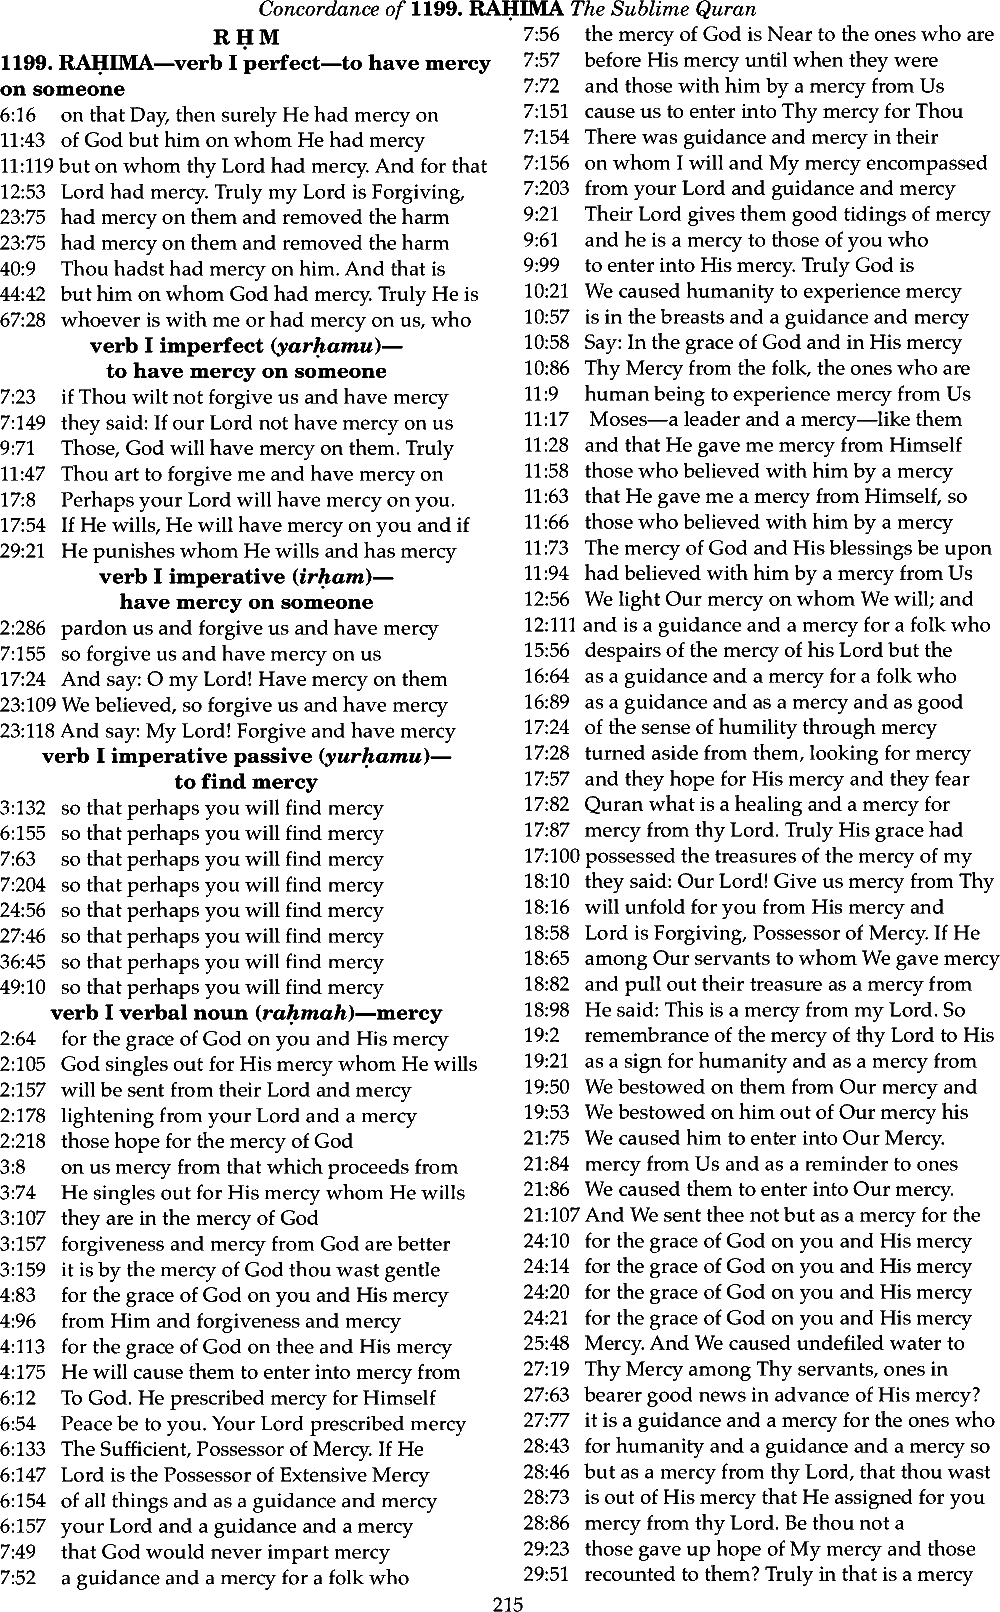 Concordance of 1199. RAḤIMA The Sublime Quran
R Ḥ M
1199. RAḤIMA—verb I perfect—to have mercy
on someone
6:16 on that Day, then surely He had mercy on
11:43 of God but him on whom He had mercy
11:119 but on whom thy Lord had mercy. And for that
12:53 Lord had mercy. Truly my Lord is Forgiving,
23:75 had mercy on them and removed the harm
23:75 had mercy on them and removed the harm
40:9 Thou hadst had mercy on him. And that is
44:42 but him on whom God had mercy. Truly He is
67:28 whoever is with me or had mercy on us, who
verb I imperfect (yarḥamu)—
to have mercy on someone
7:23 if Thou wilt not forgive us and have mercy
7:149 they said: If our Lord not have mercy on us
9:71 Those, God will have mercy on them. Truly
11:47 Thou art to forgive me and have mercy on
17:8 Perhaps your Lord will have mercy on you.
17:54 If He wills, He will have mercy on you and if
29:21 He punishes whom He wills and has mercy
verb I imperative (irḥam)—
have mercy on someone
2:286 pardon us and forgive us and have mercy
7:155 so forgive us and have mercy on us
17:24 And say: O my Lord! Have mercy on them
23:109 We believed, so forgive us and have mercy
23:118 And say: My Lord! Forgive and have mercy
verb I imperative passive (yurḥamu)—
to find mercy
3:132 so that perhaps you will find mercy
6:155 so that perhaps you will find mercy
7:63 so that perhaps you will find mercy
7:204 so that perhaps you will find mercy
24:56 so that perhaps you will find mercy
27:46 so that perhaps you will find mercy
36:45 so that perhaps you will find mercy
49:10 so that perhaps you will find mercy
verb I verbal noun (raḥmah)—mercy
2:64 for the grace of God on you and His mercy
2:105 God singles out for His mercy whom He wills
2:157 will be sent from their Lord and mercy
2:178 lightening from your Lord and a mercy
2:218 those hope for the mercy of God
3:8 on us mercy from that which proceeds from
3:74 He singles out for His mercy whom He wills
3:107 they are in the mercy of God
3:157 forgiveness and mercy from God are better
3:159 it is by the mercy of God thou wast gentle
4:83 for the grace of God on you and His mercy
4:96 from Him and forgiveness and mercy
4:113 for the grace of God on thee and His mercy
4:175 He will cause them to enter into mercy from
6:12 To God. He prescribed mercy for Himself
6:54 Peace be to you. Your Lord prescribed mercy
6:133 The Sufficient, Possessor of Mercy. If He
6:147 Lord is the Possessor of Extensive Mercy
6:154 of all things and as a guidance and mercy
6:157 your Lord and a guidance and a mercy
7:49 that God would never impart mercy
7:52 a guidance and a mercy for a folk who
7:56 the mercy of God is Near to the ones who are
7:57 before His mercy until when they were
7:72 and those with him by a mercy from Us
7:151 cause us to enter into Thy mercy for Thou
7:154 There was guidance and mercy in their
7:156 on whom I will and My mercy encompassed
7:203 from your Lord and guidance and mercy
9:21 Their Lord gives them good tidings of mercy
9:61 and he is a mercy to those of you who
9:99 to enter into His mercy. Truly God is
10:21 We caused humanity to experience mercy
10:57 is in the breasts and a guidance and mercy
10:58 Say: In the grace of God and in His mercy
10:86 Thy Mercy from the folk, the ones who are
11:9 human being to experience mercy from Us
11:17 Moses—a leader and a mercy—like them
11:28 and that He gave me mercy from Himself
11:58 those who believed with him by a mercy
11:63 that He gave me a mercy from Himself, so
11:66 those who believed with him by a mercy
11:73 The mercy of God and His blessings be upon
11:94 had believed with him by a mercy from Us
12:56 We light Our mercy on whom We will; and
12:111 and is a guidance and a mercy for a folk who
15:56 despairs of the mercy of his Lord but the
16:64 as a guidance and a mercy for a folk who
16:89 as a guidance and as a mercy and as good
17:24 of the sense of humility through mercy
17:28 turned aside from them, looking for mercy
17:57 and they hope for His mercy and they fear
17:82 Quran what is a healing and a mercy for
17:87 mercy from thy Lord. Truly His grace had
17:100 possessed the treasures of the mercy of my
18:10 they said: Our Lord! Give us mercy from Thy
18:16 will unfold for you from His mercy and
18:58 Lord is Forgiving, Possessor of Mercy. If He
18:65 among Our servants to whom We gave mercy
18:82 and pull out their treasure as a mercy from
18:98 He said: This is a mercy from my Lord. So
19:2 remembrance of the mercy of thy Lord to His
19:21 as a sign for humanity and as a mercy from
19:50 We bestowed on them from Our mercy and
19:53 We bestowed on him out of Our mercy his
21:75 We caused him to enter into Our Mercy.
21:84 mercy from Us and as a reminder to ones
21:86 We caused them to enter into Our mercy.
21:107 And We sent thee not but as a mercy for the
24:10 for the grace of God on you and His mercy
24:14 for the grace of God on you and His mercy
24:20 for the grace of God on you and His mercy
24:21 for the grace of God on you and His mercy
25:48 Mercy. And We caused undefiled water to
27:19 Thy Mercy among Thy servants, ones in
27:63 bearer good news in advance of His mercy?
27:77 it is a guidance and a mercy for the ones who
28:43 for humanity and a guidance and a mercy so
28:46 but as a mercy from thy Lord, that thou wast
28:73 is out of His mercy that He assigned for you
28:86 mercy from thy Lord. Be thou not a
29:23 those gave up hope of My mercy and those
29:51 recounted to them? Truly in that is a mercy
215